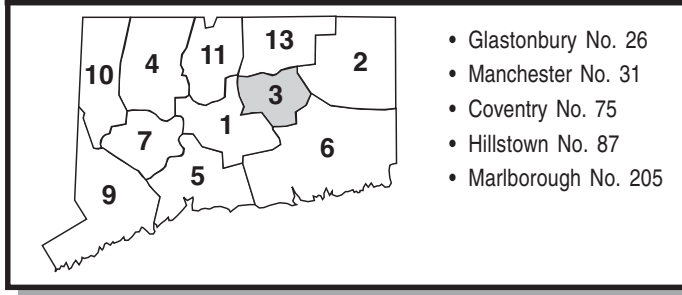 13
11
4
2
10
3
1
7
6
5
9
• Glastonbury No. 26
• Manchester No. 31
• Coventry No. 75
• Hillstown No. 87
• Marlborough No. 205